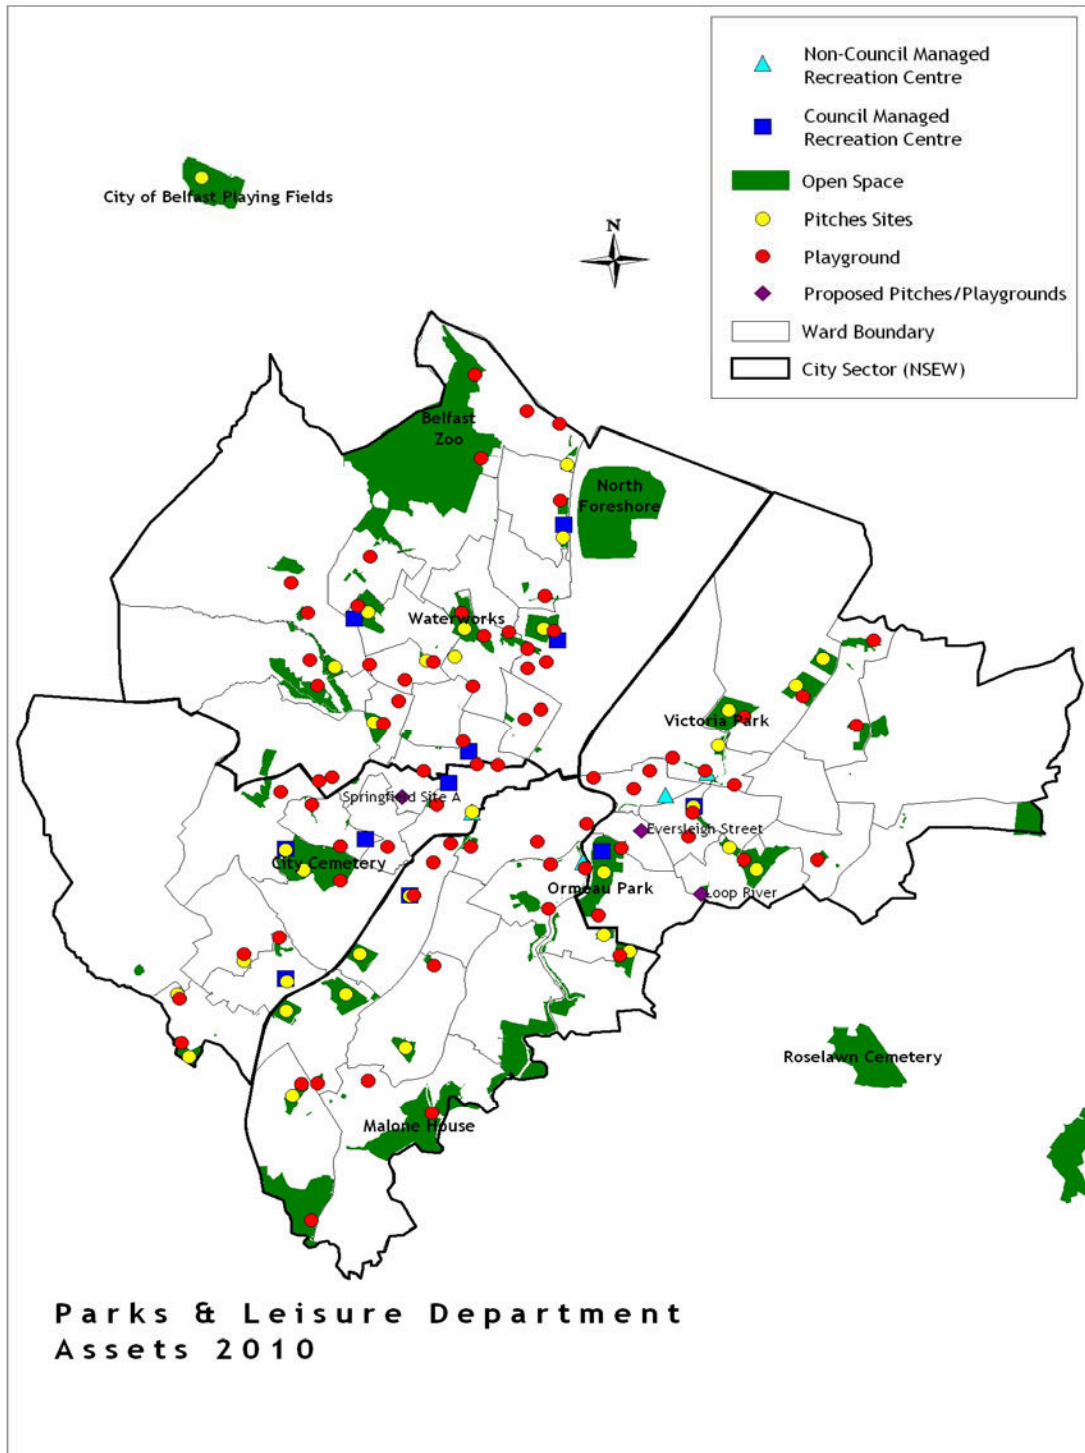 Non-Council Managed
Recreation Centre
Council Managed
Recreation Centre
Open Space
Pitches Sites
Playground
Proposed Pitches/Playgrounds
Ward Boundary
City Sector (NSEW)
City of Belfast Playing Fields
N
Belfast
Zoo
North
Foreshore
Waterworks
Victoria Park
Springfield Site A
Eversleigh Street
City Cemetery
Ormeau Park
Loop River
Roselawn Cemetery
Malone House
Parks & Leisure Department
Assets 2010